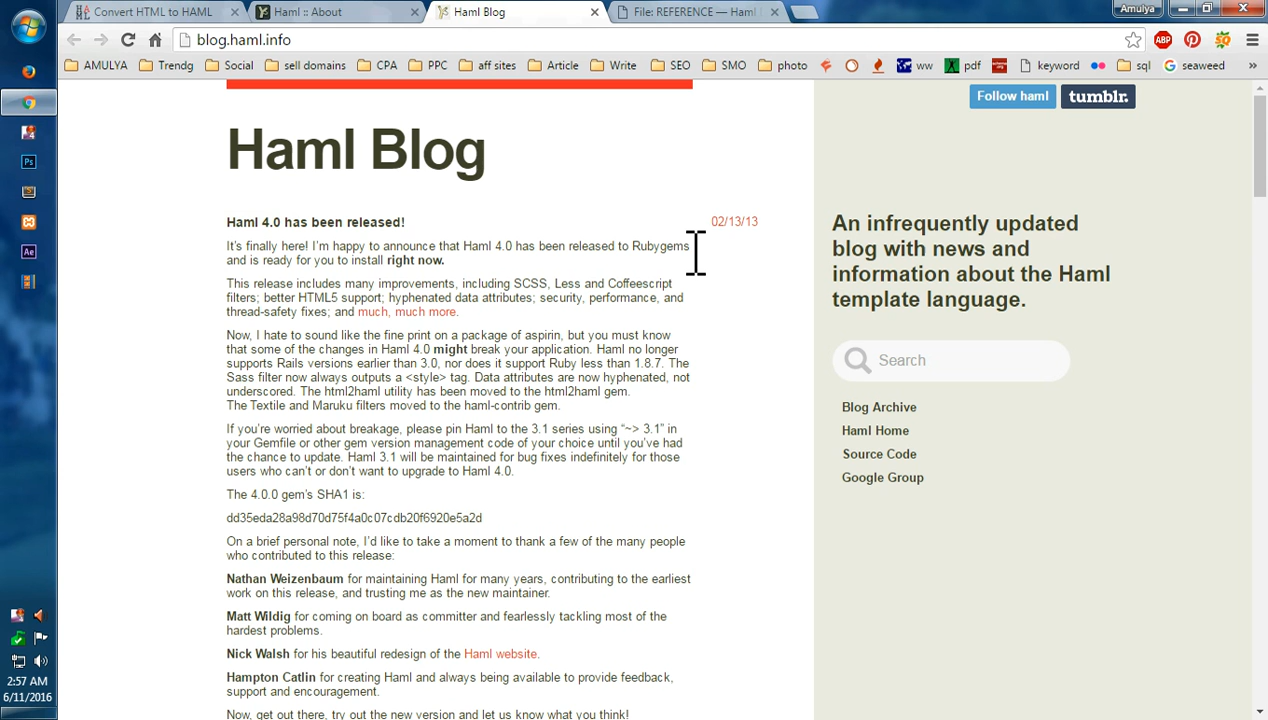 Convert HTML to HAML
Haml :: About
Haml Blog
File: REFERENCE — Haml
Amulya
blog.haml.info
ABP
AMULYA
Trendg
Social
sell domains
CPA
PPC
aff sites
Article
Write
SEO
SMO
photo
ww
pdf
keyword
sql
seaweed
Follow haml
tumblr.
Haml Blog
Haml 4.0 has been released!
02/13/13
It's finally here! I'm happy to announce that Haml 4.0 has been released to Rubygems
and is ready for you to install right now.
This release includes many improvements, including SCSS, Less and Coffeescript
filters; better HTML5 support; hyphenated data attributes; security, performance, and
thread-safety fixes; and much, much more.
Now, I hate to sound like the fine print on a package of aspirin, but you must know
that some of the changes in Haml 4.0 might break your application. Haml no longer
supports Rails versions earlier than 3.0, nor does it support Ruby less than 1.8.7. The
Sass filter now always outputs a <style> tag. Data attributes are now hyphenated, not
underscored. The html2haml utility has been moved to the html2haml gem.
The Textile and Maruku filters moved to the haml-contrib gem.
If you're worried about breakage, please pin Haml to the 3.1 series using “~> 3.1” in
your Gemfile or other gem version management code of your choice until you've had
the chance to update. Haml 3.1 will be maintained for bug fixes indefinitely for those
users who can't or don't want to upgrade to Haml 4.0.
The 4.0.0 gem's SHA1 is:
dd35eda28a98d70d75f4a0c07cdb20f6920e5a2d
On a brief personal note, I'd like to take a moment to thank a few of the many people
who contributed to this release:
Nathan Weizenbaum for maintaining Haml for many years, contributing to the earliest
work on this release, and trusting me as the new maintainer.
Matt Wildig for coming on board as committer and fearlessly tackling most of the
hardest problems.
Nick Walsh for his beautiful redesign of the Haml website.
Hampton Catlin for creating Haml and always being available to provide feedback,
support and encouragement.
Now, get out there, try out the new version and let us know what you think!
An infrequently updated
blog with news and
information about the Haml
template language.
Search
Blog Archive
Haml Home
Source Code
Google Group
Ps
Ae
2:57 AM
6/11/2016